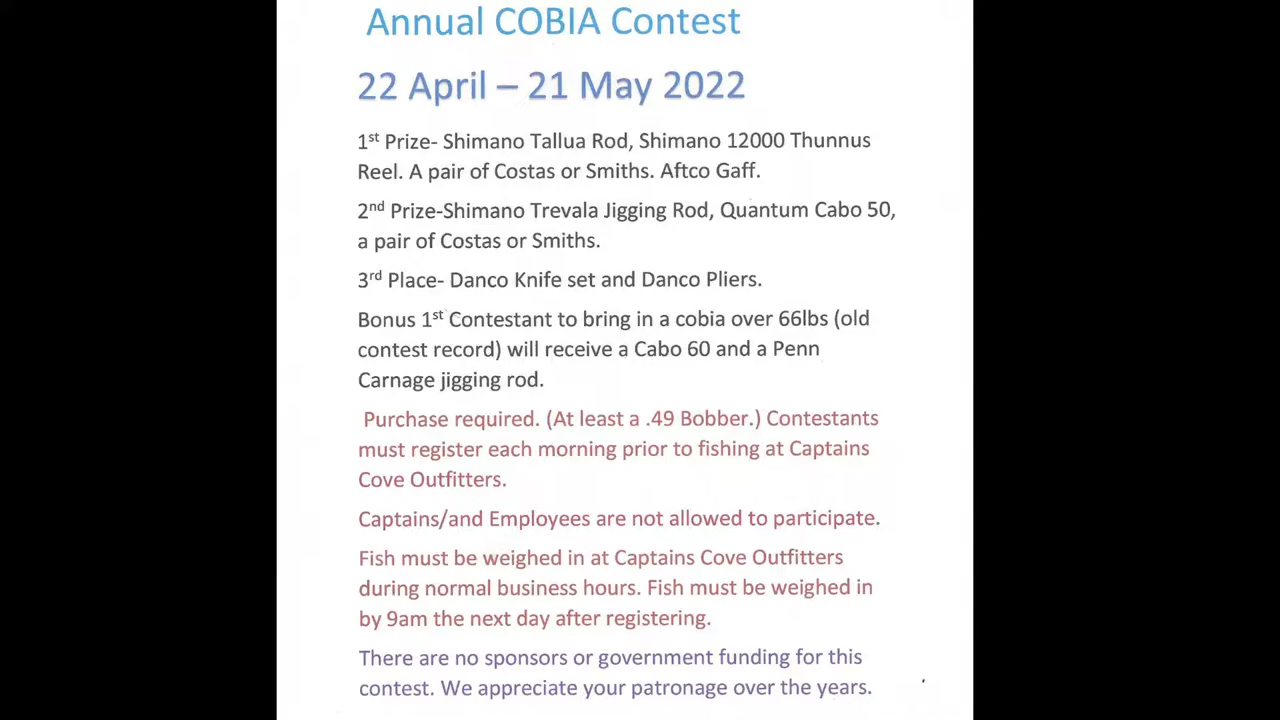 Annual COBIA Contest
22 April – 21 May 2022
1st Prize- Shimano Tallua Rod, Shimano 12000 Thunnus
Reel. A pair of Costas or Smiths. Aftco Gaff.
2nd Prize-Shimano Trevala Jigging Rod, Quantum Cabo 50,
a pair of Costas or Smiths.
3rd Place- Danco Knife set and Danco Pliers.
Bonus 1st Contestant to bring in a cobia over 66lbs (old
contest record) will receive a Cabo 60 and a Penn
Carnage jigging rod.
Purchase required. (At least a .49 Bobber.) Contestants
must register each morning prior to fishing at Captains
Cove Outfitters.
Captains/and Employees are not allowed to participate.
Fish must be weighed in at Captains Cove Outfitters
during normal business hours. Fish must be weighed in
by 9am the next day after registering.
There are no sponsors or government funding for this
contest. We appreciate your patronage over the years.